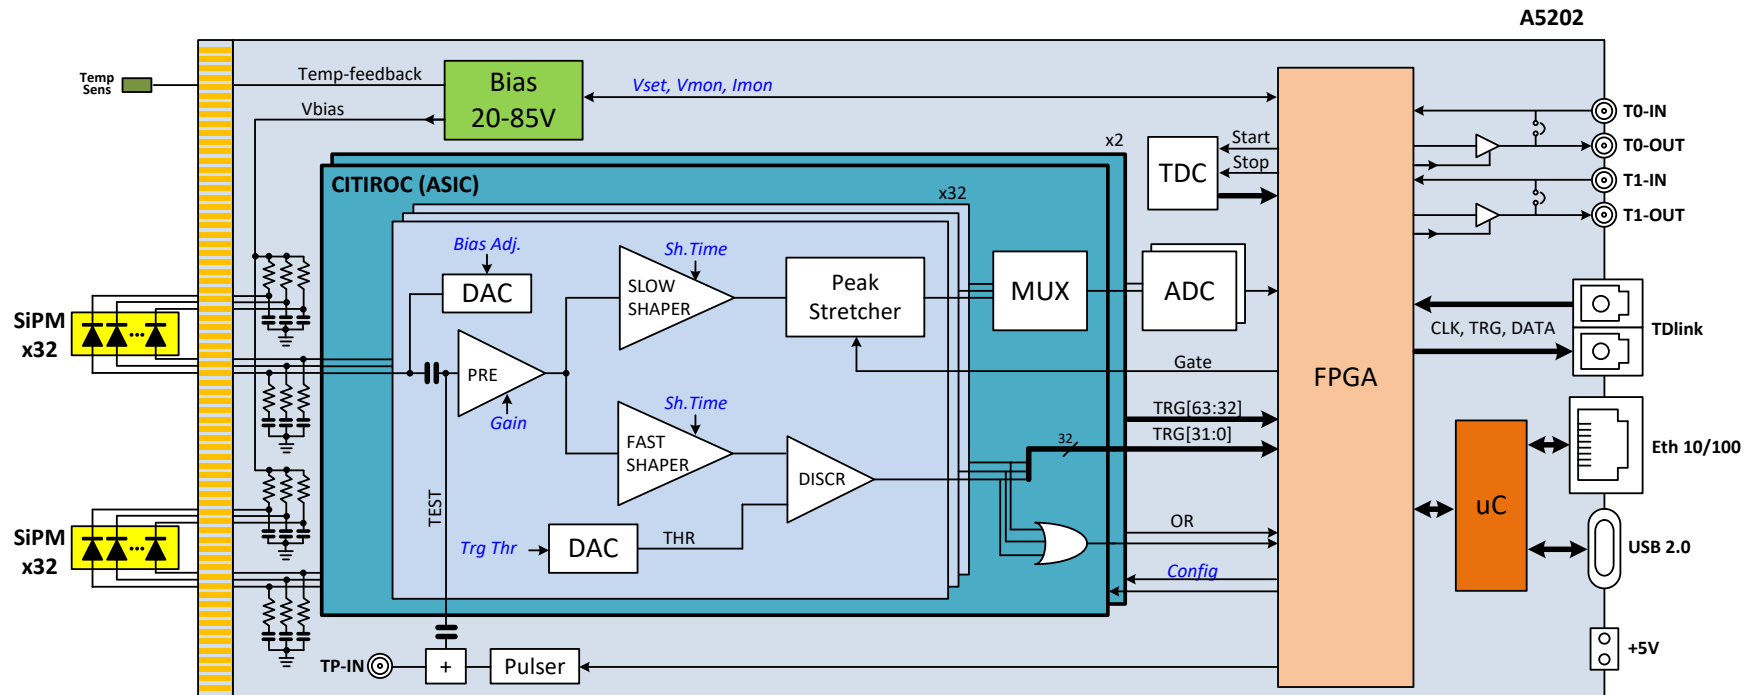 A5202
Temp
Sens
Temp-feedback
Vbias
Bias
20-85V
Vset, Vmon, Imon
T0-IN
T0-OUT
T1-IN
T1-OUT
x2
Start
Stop
TDC
CITIROC (ASIC)
x32
Bias Adj.
DAC
Sh.Time
SLOW
SHAPER
Peak
Stretcher
MUX
ADC
SiPM
x32
PRE
Gain
Gate
FPGA
CLK, TRG, DATA
TDlink
TRG[63:32]
TRG[31:0]
32
Sh.Time
FAST
SHAPER
DISCR
TEST
Trg Thr
DAC
THR
OR
Config
SiPM
x32
uC
Eth 10/100
USB 2.0
+5V
TP-IN
+
Pulser